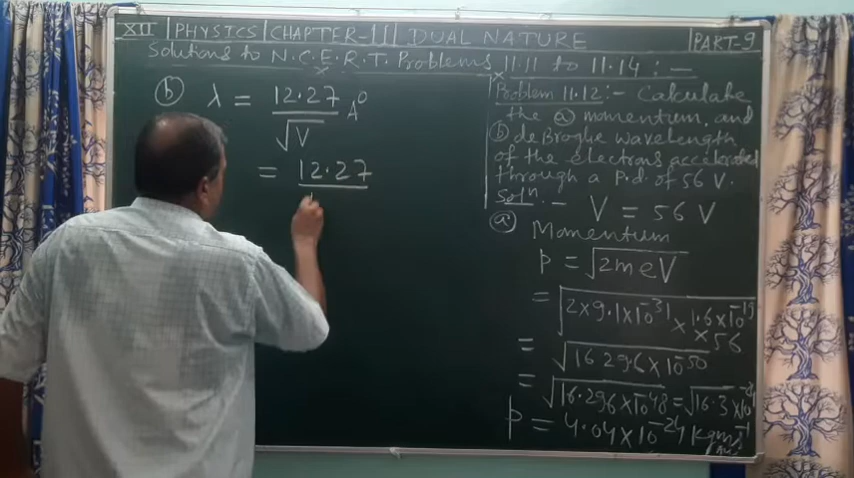 XII PHYSICS CHAPTER-11 DUAL NATURE PART-9
Solutions to N.C.E.R.T Problems 11.11 to 11.14 :-
(b) λ = 12.27 / √V A⁰
= 12.27
Problem 11.12:- Calculate
the (a) momentum, and
(b) de Broglie wavelength
of the electrons accelerated
through a P.d. of 56 V.
Solⁿ. - V = 56 V
(a) Momentum
p = √2meV
= √2×9.1×10⁻³¹×1.6×10⁻¹⁹
×56
= √1629.6×10⁻⁵⁰
= √16.296×10⁻⁴⁸ = √16.3×10
p = 4.04×10⁻²⁴ kgms⁻¹
Ans